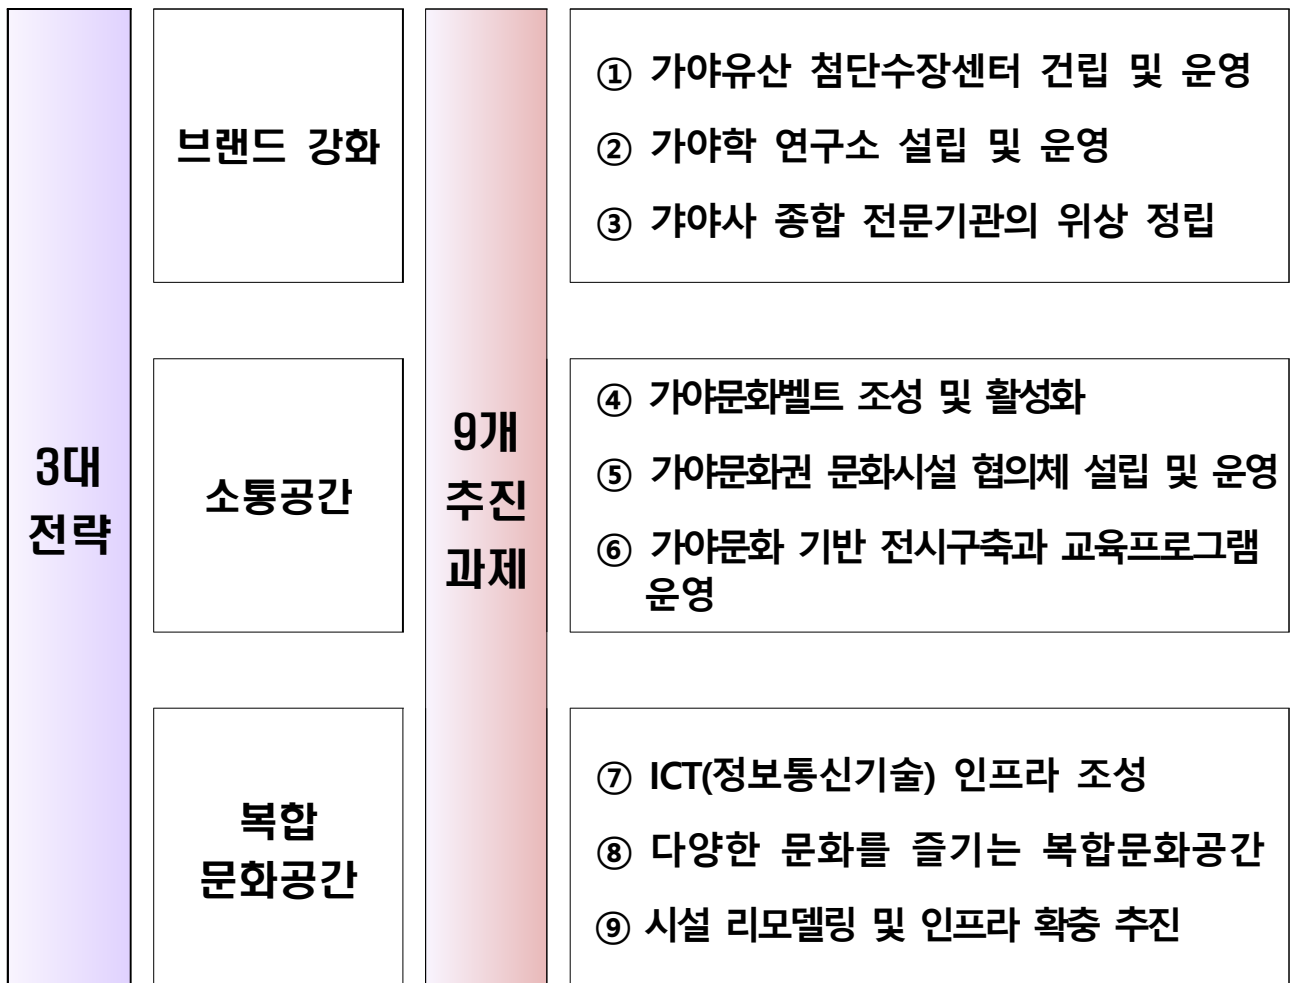 3대
전략
브랜드 강화
9개
추진
과제
① 가야유산 첨단수장센터 건립 및 운영
② 가야학 연구소 설립 및 운영
③ 갸야사 종합 전문기관의 위상 정립
소통공간
④ 가야문화벨트 조성 및 활성화
⑤ 가야문화권 문화시설 협의체 설립 및 운영
⑥ 가야문화 기반 전시구축과 교육프로그램
운영
복합
문화공간
⑦ ICT(정보통신기술) 인프라 조성
⑧ 다양한 문화를 즐기는 복합문화공간
⑨ 시설 리모델링 및 인프라 확충 추진